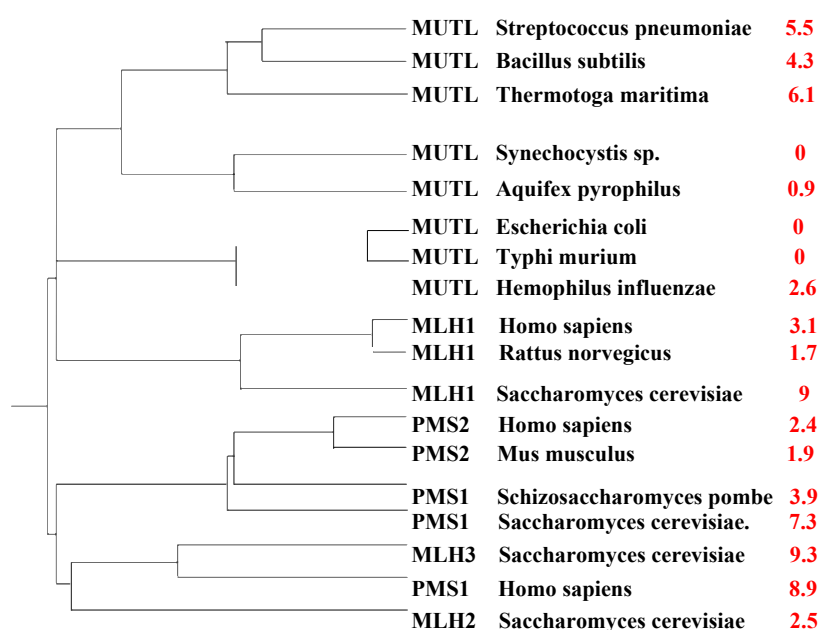 MUTL Streptococcus pneumoniae 5.5
MUTL Bacillus subtilis 4.3
MUTL Thermotoga maritima 6.1
MUTL Synechocystis sp. 0
MUTL Aquifex pyrophilus 0.9
MUTL Escherichia coli 0
MUTL Typhi murium 0
MUTL Hemophilus influenzae 2.6
MLH1 Homo sapiens 3.1
MLH1 Rattus norvegicus 1.7
MLH1 Saccharomyces cerevisiae 9
PMS2 Homo sapiens 2.4
PMS2 Mus musculus 1.9
PMS1 Schizosaccharomyces pombe 3.9
PMS1 Saccharomyces cerevisiae. 7.3
MLH3 Saccharomyces cerevisiae 9.3
PMS1 Homo sapiens 8.9
MLH2 Saccharomyces cerevisiae 2.5